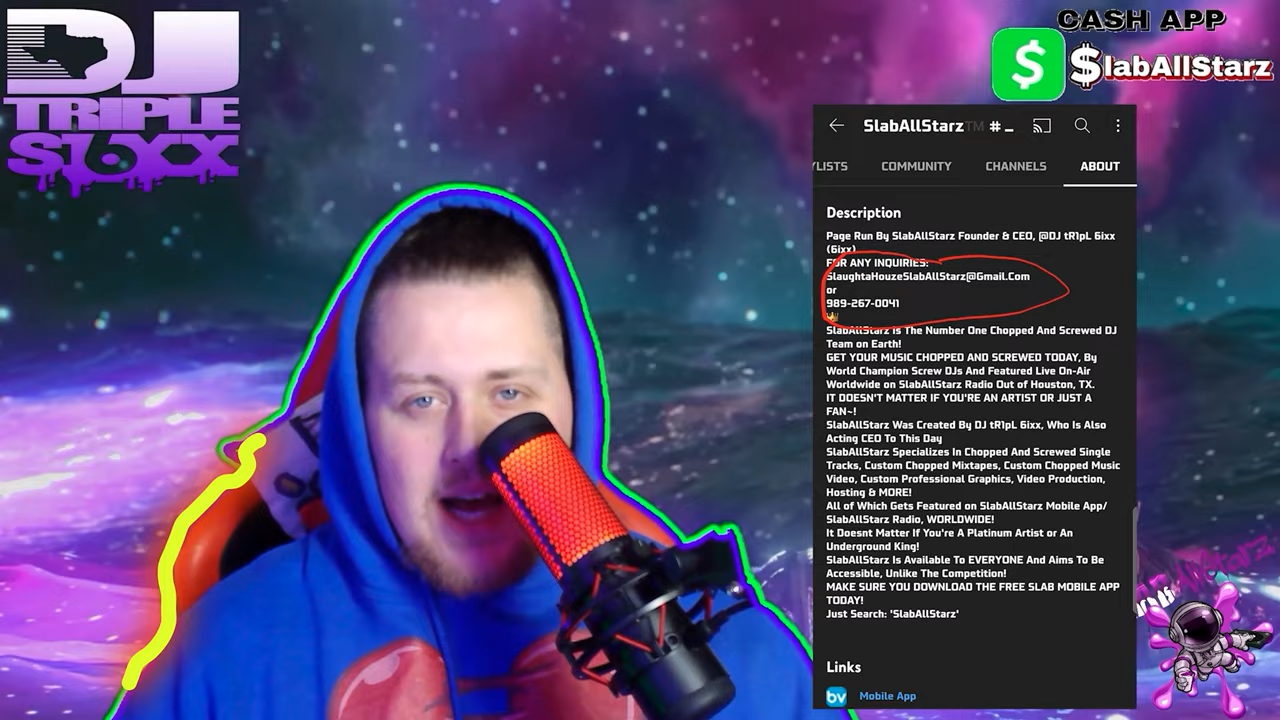 DJ
TRIPLE
SIXX
CASH APP
$
$labAllStarz
SlabAllStarz™ # _
YLISTS COMMUNITY CHANNELS ABOUT
Description
Page Run By SlabAllStarz Founder & CEO, @DJ tR1pL 6ixx
(6ixx)
FOR ANY INQUIRIES:
SlaughtaHouzeSlabAllStarz@Gmail.Com
or
989-267-0041
👑
SlabAllStarz Is The Number One Chopped And Screwed DJ
Team on Earth!
GET YOUR MUSIC CHOPPED AND SCREWED TODAY, By
World Champion Screw DJs And Featured Live On-Air
Worldwide on SlabAllStarz Radio Out of Houston, TX.
IT DOESN'T MATTER IF YOU'RE AN ARTIST OR JUST A
FAN~!
SlabAllStarz Was Created By DJ tR1pL 6ixx, Who Is Also
Acting CEO To This Day
SlabAllStarz Specializes In Chopped And Screwed Single
Tracks, Custom Chopped Mixtapes, Custom Chopped Music
Video, Custom Professional Graphics, Video Production,
Hosting & MORE!
All of Which Gets Featured on SlabAllStarz Mobile App/
SlabAllStarz Radio, WORLDWIDE!
It Doesnt Matter If You're A Platinum Artist or An
Underground King!
SlabAllStarz Is Available To EVERYONE And Aims To Be
Accessible, Unlike The Competition!
MAKE SURE YOU DOWNLOAD THE FREE SLAB MOBILE APP
TODAY!
Just Search: 'SlabAllStarz'
Links
bv Mobile App